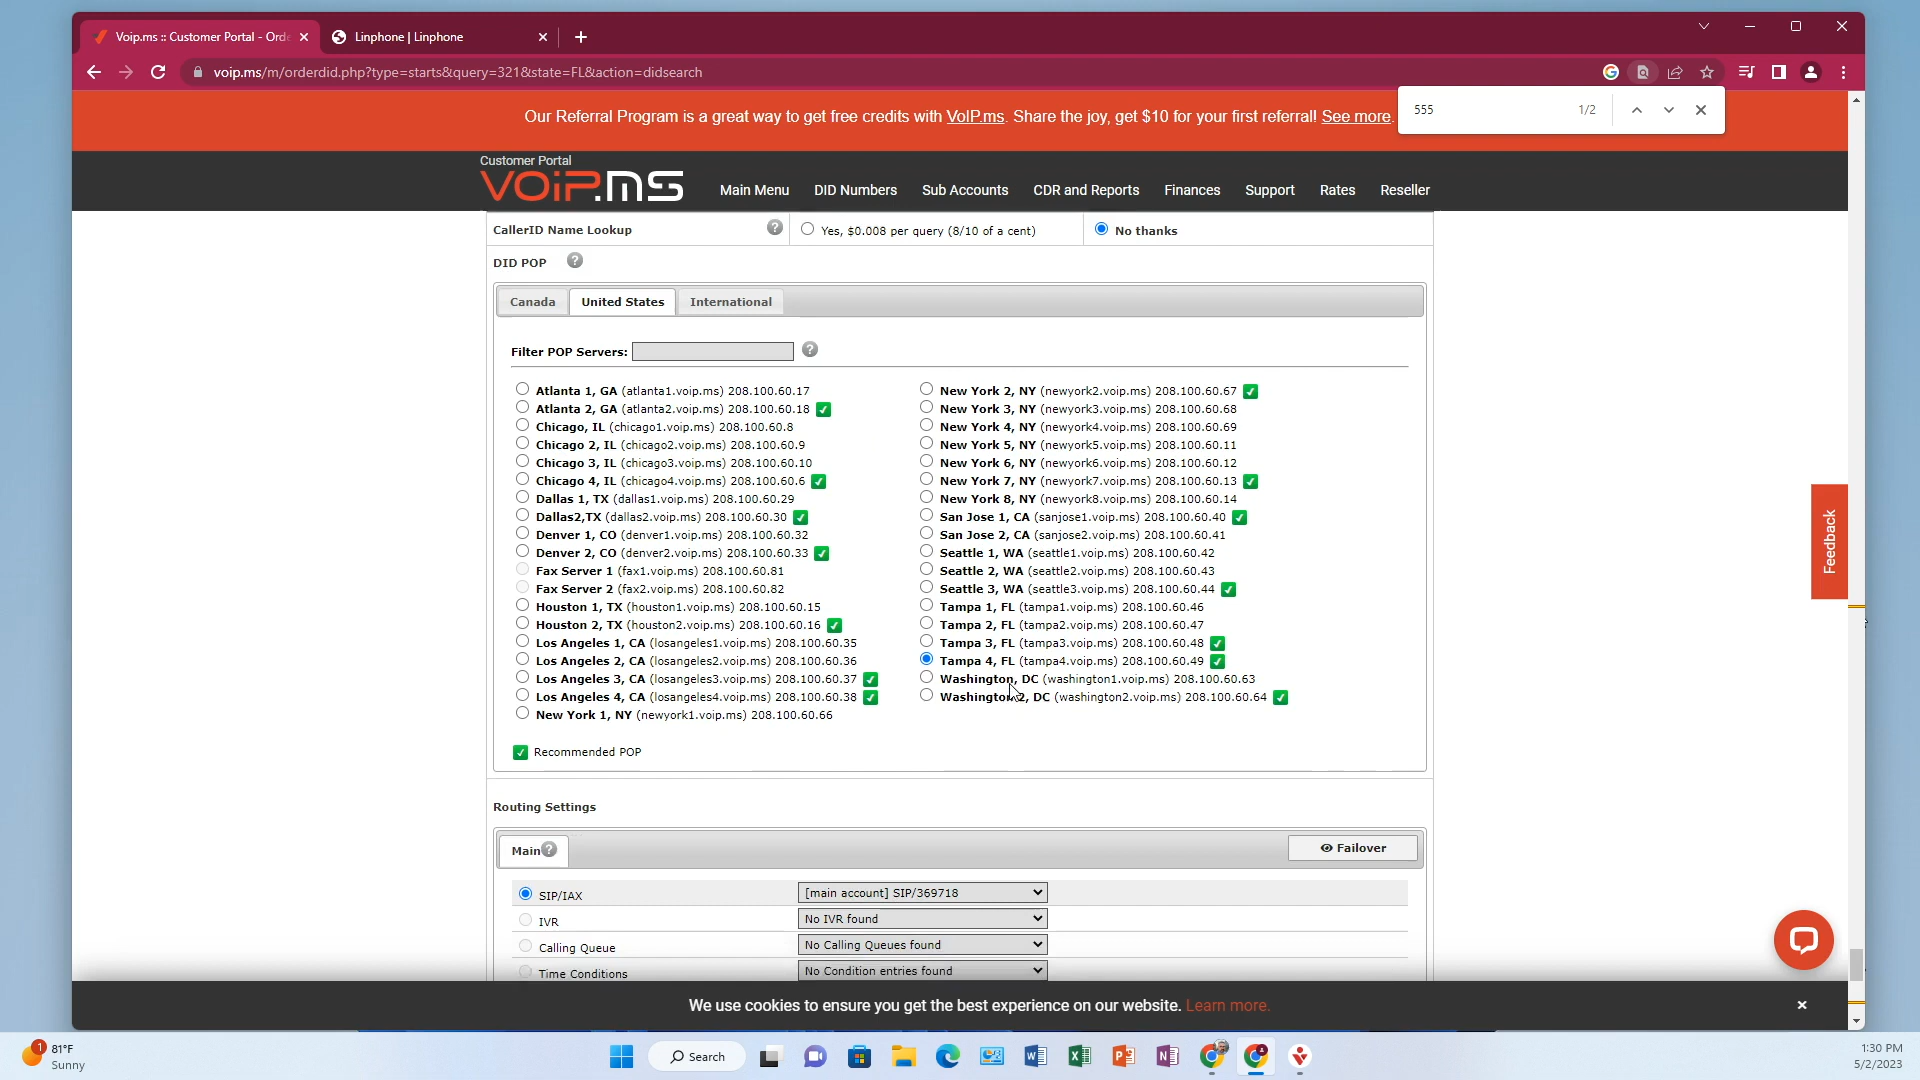 Voip.ms :: Customer Portal - Orde
Linphone | Linphone
voip.ms/m/orderdid.php?type=starts&query=321&state=FL&action=didsearch
555
1/2
Our Referral Program is a great way to get free credits with VoIP.ms. Share the joy, get $10 for your first referral! See more.
Customer Portal
VOIP.MS
Main Menu
DID Numbers
Sub Accounts
CDR and Reports
Finances
Support
Rates
Reseller
CallerID Name Lookup
Yes, $0.008 per query (8/10 of a cent)
No thanks
DID POP
Canada
United States
International
Filter POP Servers:
Atlanta 1, GA (atlanta1.voip.ms) 208.100.60.17
Atlanta 2, GA (atlanta2.voip.ms) 208.100.60.18
Chicago, IL (chicago1.voip.ms) 208.100.60.8
Chicago 2, IL (chicago2.voip.ms) 208.100.60.9
Chicago 3, IL (chicago3.voip.ms) 208.100.60.10
Chicago 4, IL (chicago4.voip.ms) 208.100.60.6
Dallas 1, TX (dallas1.voip.ms) 208.100.60.29
Dallas2,TX (dallas2.voip.ms) 208.100.60.30
Denver 1, CO (denver1.voip.ms) 208.100.60.32
Denver 2, CO (denver2.voip.ms) 208.100.60.33
Fax Server 1 (fax1.voip.ms) 208.100.60.81
Fax Server 2 (fax2.voip.ms) 208.100.60.82
Houston 1, TX (houston1.voip.ms) 208.100.60.15
Houston 2, TX (houston2.voip.ms) 208.100.60.16
Los Angeles 1, CA (losangeles1.voip.ms) 208.100.60.35
Los Angeles 2, CA (losangeles2.voip.ms) 208.100.60.36
Los Angeles 3, CA (losangeles3.voip.ms) 208.100.60.37
Los Angeles 4, CA (losangeles4.voip.ms) 208.100.60.38
New York 1, NY (newyork1.voip.ms) 208.100.60.66
New York 2, NY (newyork2.voip.ms) 208.100.60.67
New York 3, NY (newyork3.voip.ms) 208.100.60.68
New York 4, NY (newyork4.voip.ms) 208.100.60.69
New York 5, NY (newyork5.voip.ms) 208.100.60.11
New York 6, NY (newyork6.voip.ms) 208.100.60.12
New York 7, NY (newyork7.voip.ms) 208.100.60.13
New York 8, NY (newyork8.voip.ms) 208.100.60.14
San Jose 1, CA (sanjose1.voip.ms) 208.100.60.40
San Jose 2, CA (sanjose2.voip.ms) 208.100.60.41
Seattle 1, WA (seattle1.voip.ms) 208.100.60.42
Seattle 2, WA (seattle2.voip.ms) 208.100.60.43
Seattle 3, WA (seattle3.voip.ms) 208.100.60.44
Tampa 1, FL (tampa1.voip.ms) 208.100.60.46
Tampa 2, FL (tampa2.voip.ms) 208.100.60.47
Tampa 3, FL (tampa3.voip.ms) 208.100.60.48
Tampa 4, FL (tampa4.voip.ms) 208.100.60.49
Washington, DC (washington1.voip.ms) 208.100.60.63
Washington 2, DC (washington2.voip.ms) 208.100.60.64
Recommended POP
Feedback
Routing Settings
Main
Failover
SIP/IAX
[main account] SIP/369718
IVR
No IVR found
Calling Queue
No Calling Queues found
Time Conditions
No Condition entries found
We use cookies to ensure you get the best experience on our website. Learn more.
1
81°F
Sunny
Search
1:30 PM
5/2/2023